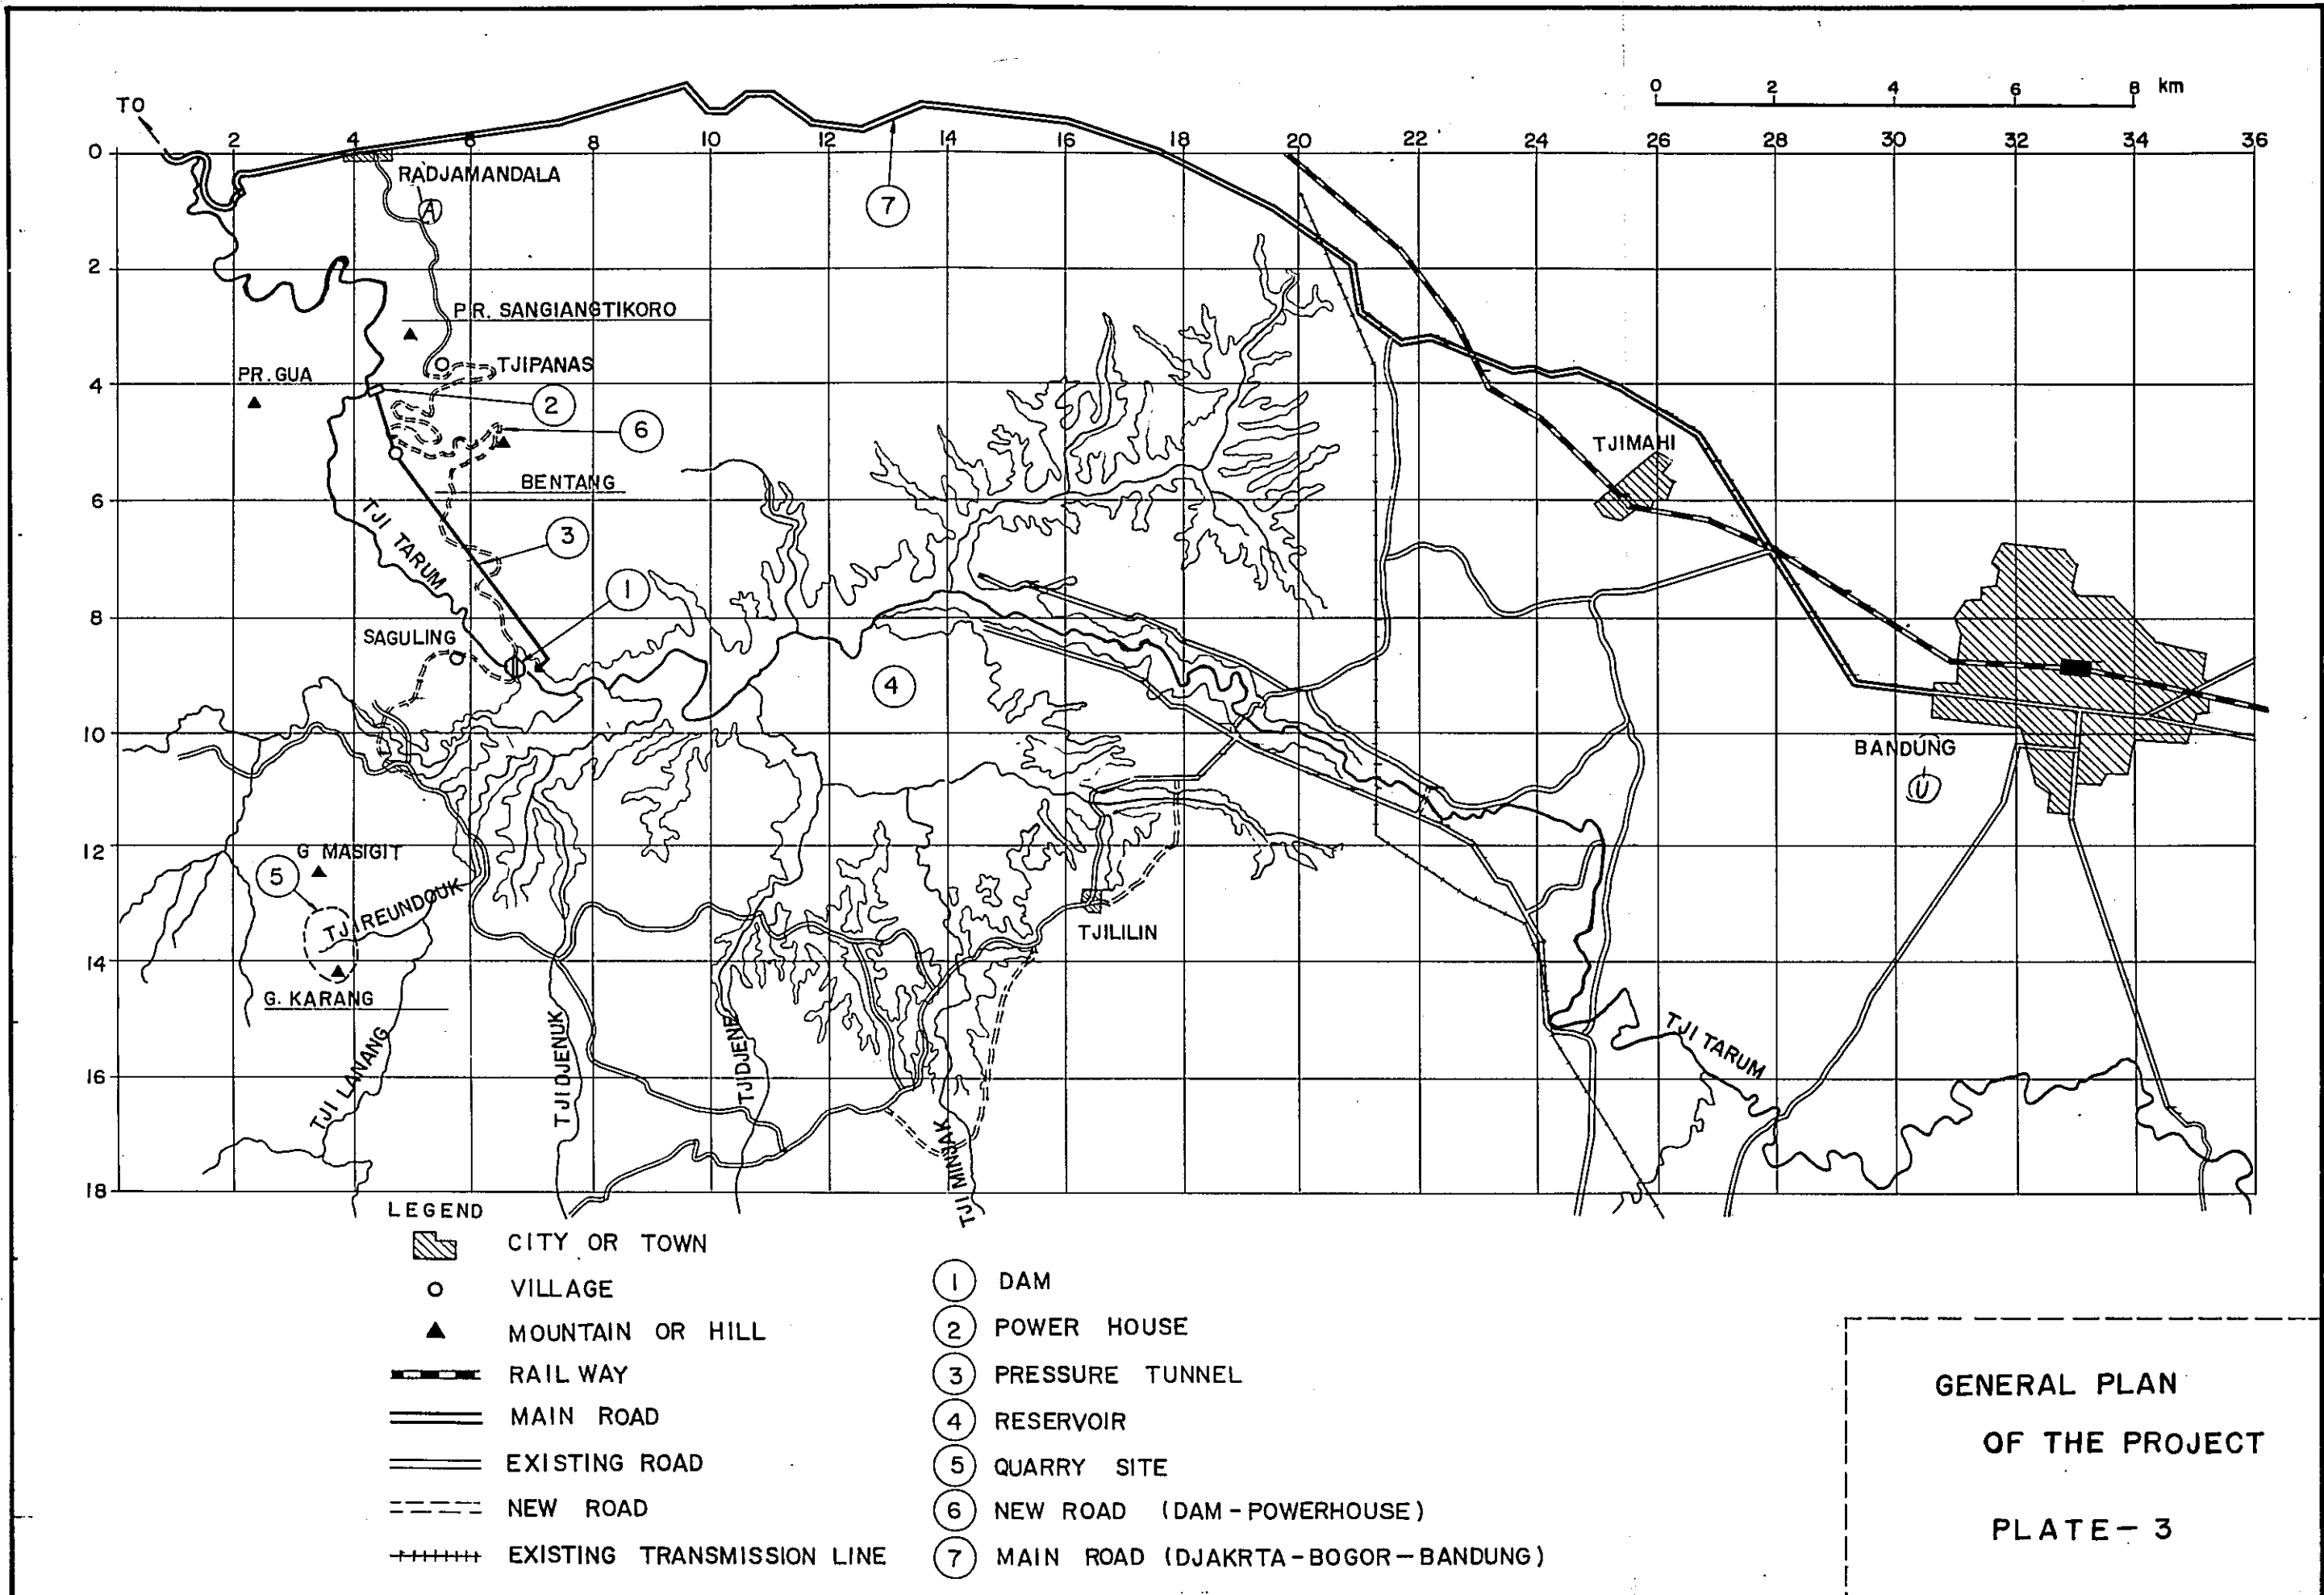 TO
0 2 4 6 8 km
2 4 6 8 10 12 14 16 18 20 22 24 26 28 30 32 34 36
0
RADJAMANDALA
A
7
2
PR. SANGIANGTIKORO
TJIPANAS
PR. GUA
4
2
6
TJIMAHI
BENTANG
6
TJI TARUM
3
1
8
SAGULING
4
10
BANDUNG
U
12
G MASIGIT
5
TJI REUNDOUK
TJILILIN
14
G. KARANG
TJI LANANG
TJIDJENUK
TJIDJENE
TJI MINJAK
TJI TARUM
16
18
LEGEND
CITY OR TOWN
VILLAGE
MOUNTAIN OR HILL
RAIL WAY
MAIN ROAD
EXISTING ROAD
NEW ROAD
EXISTING TRANSMISSION LINE
1 DAM
2 POWER HOUSE
3 PRESSURE TUNNEL
4 RESERVOIR
5 QUARRY SITE
6 NEW ROAD (DAM-POWERHOUSE)
7 MAIN ROAD (DJAKRTA-BOGOR-BANDUNG)
GENERAL PLAN
OF THE PROJECT
PLATE-3